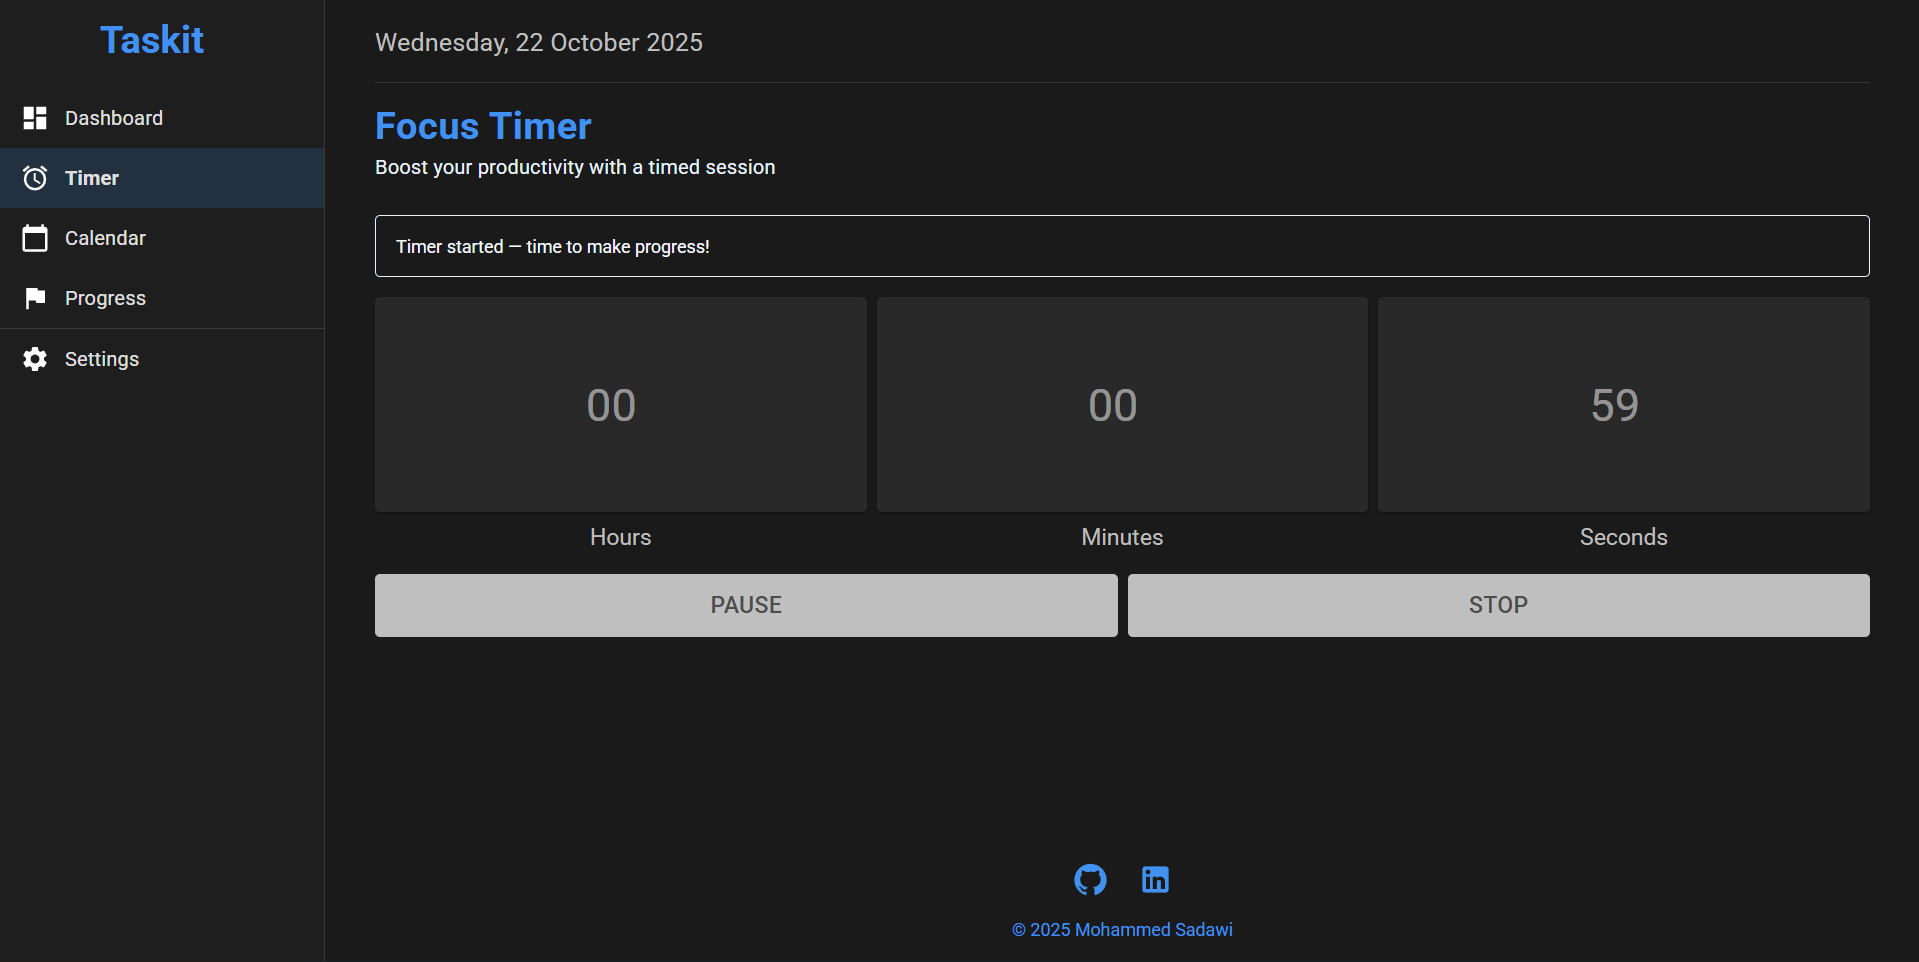 Taskit
Dashboard
Timer
Calendar
Progress
Settings
Wednesday, 22 October 2025
Focus Timer
Boost your productivity with a timed session
Timer started — time to make progress!
00
00
59
Hours
Minutes
Seconds
PAUSE
STOP
© 2025 Mohammed Sadawi